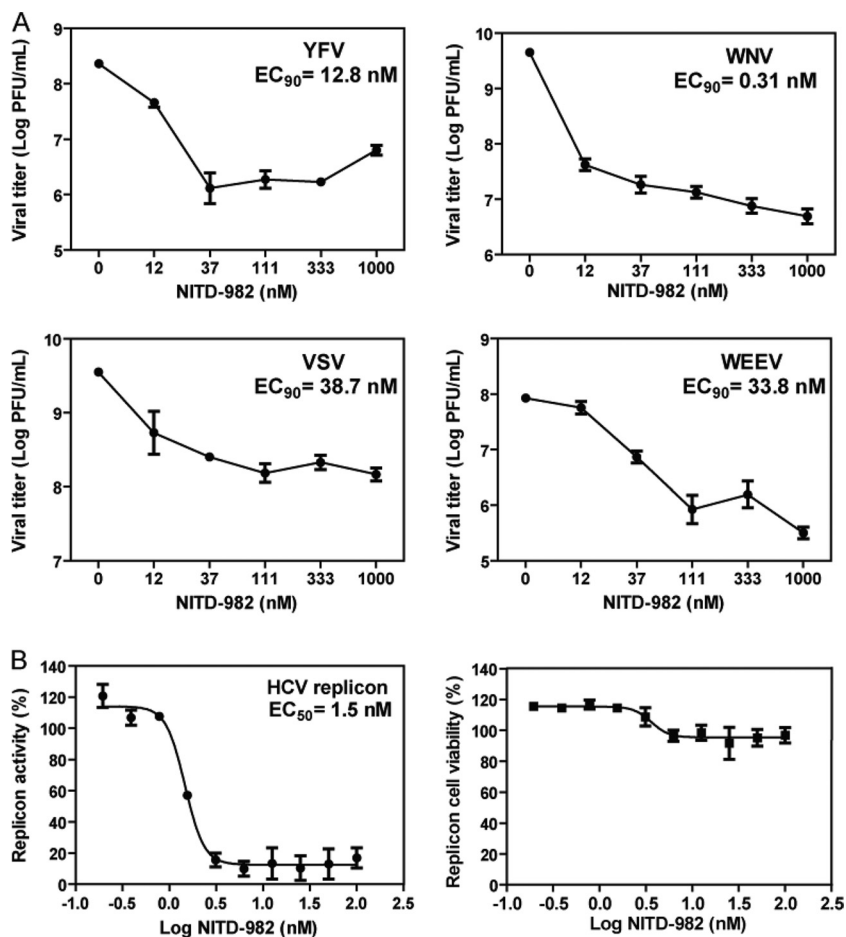 A
YFV
EC90= 12.8 nM
Viral titer (Log PFU/mL)
9
8
7
6
5
0 12 37 111 333 1000
NITD-982 (nM)
WNV
EC90= 0.31 nM
Viral titer (Log PFU/mL)
10
9
8
7
6
0 12 37 111 333 1000
NITD-982 (nM)
VSV
EC90= 38.7 nM
Viral titer (Log PFU/mL)
10
9
8
7
0 12 37 111 333 1000
NITD-982 (nM)
WEEV
EC90= 33.8 nM
Viral titer (Log PFU/mL)
9
8
7
6
5
0 12 37 111 333 1000
NITD-982 (nM)
B
HCV replicon
EC50= 1.5 nM
Replicon activity (%)
140
120
100
80
60
40
20
0
-1.0 -0.5 0.0 0.5 1.0 1.5 2.0 2.5
Log NITD-982 (nM)
Replicon cell viability (%)
140
120
100
80
60
40
20
0
-1.0 -0.5 0.0 0.5 1.0 1.5 2.0 2.5
Log NITD-982 (nM)